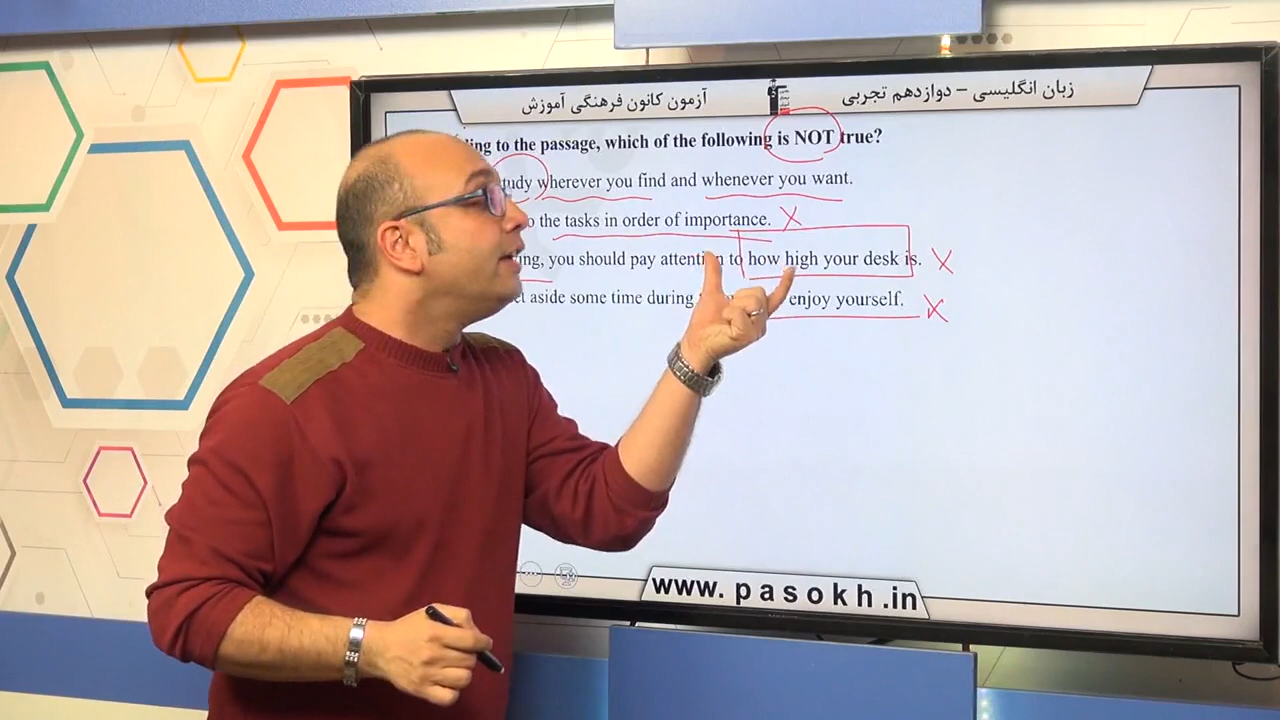 زبان انگلیسی – دوازدهم تجربی
آزمون کانون فرهنگی آموزش
ding to the passage, which of the following is NOT true?
tudy wherever you find and whenever you want.
o the tasks in order of importance. X
ing, you should pay attention to how high your desk is. X
et aside some time during enjoy yourself. X
www.pasokh.in